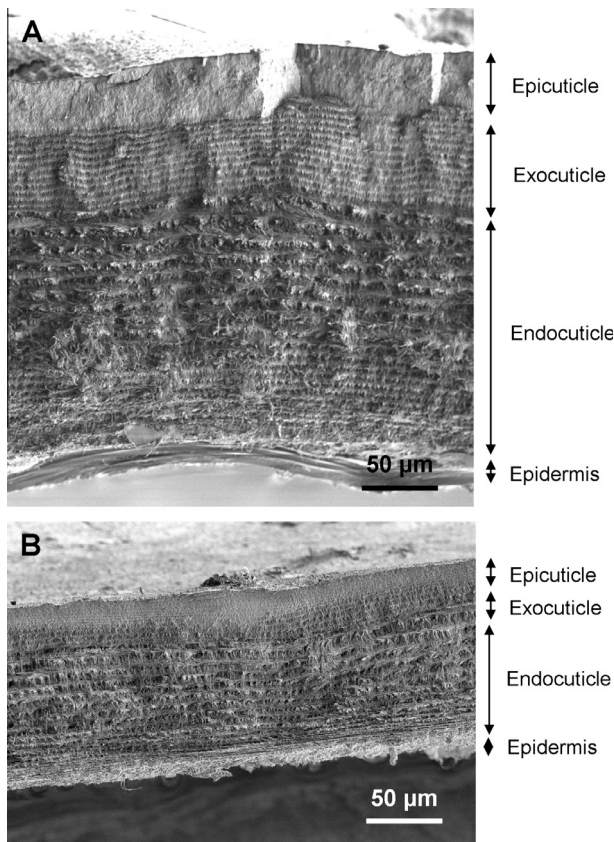 A
Epicuticle
Exocuticle
Endocuticle
Epidermis
50 µm
B
Epicuticle
Exocuticle
Endocuticle
Epidermis
50 µm